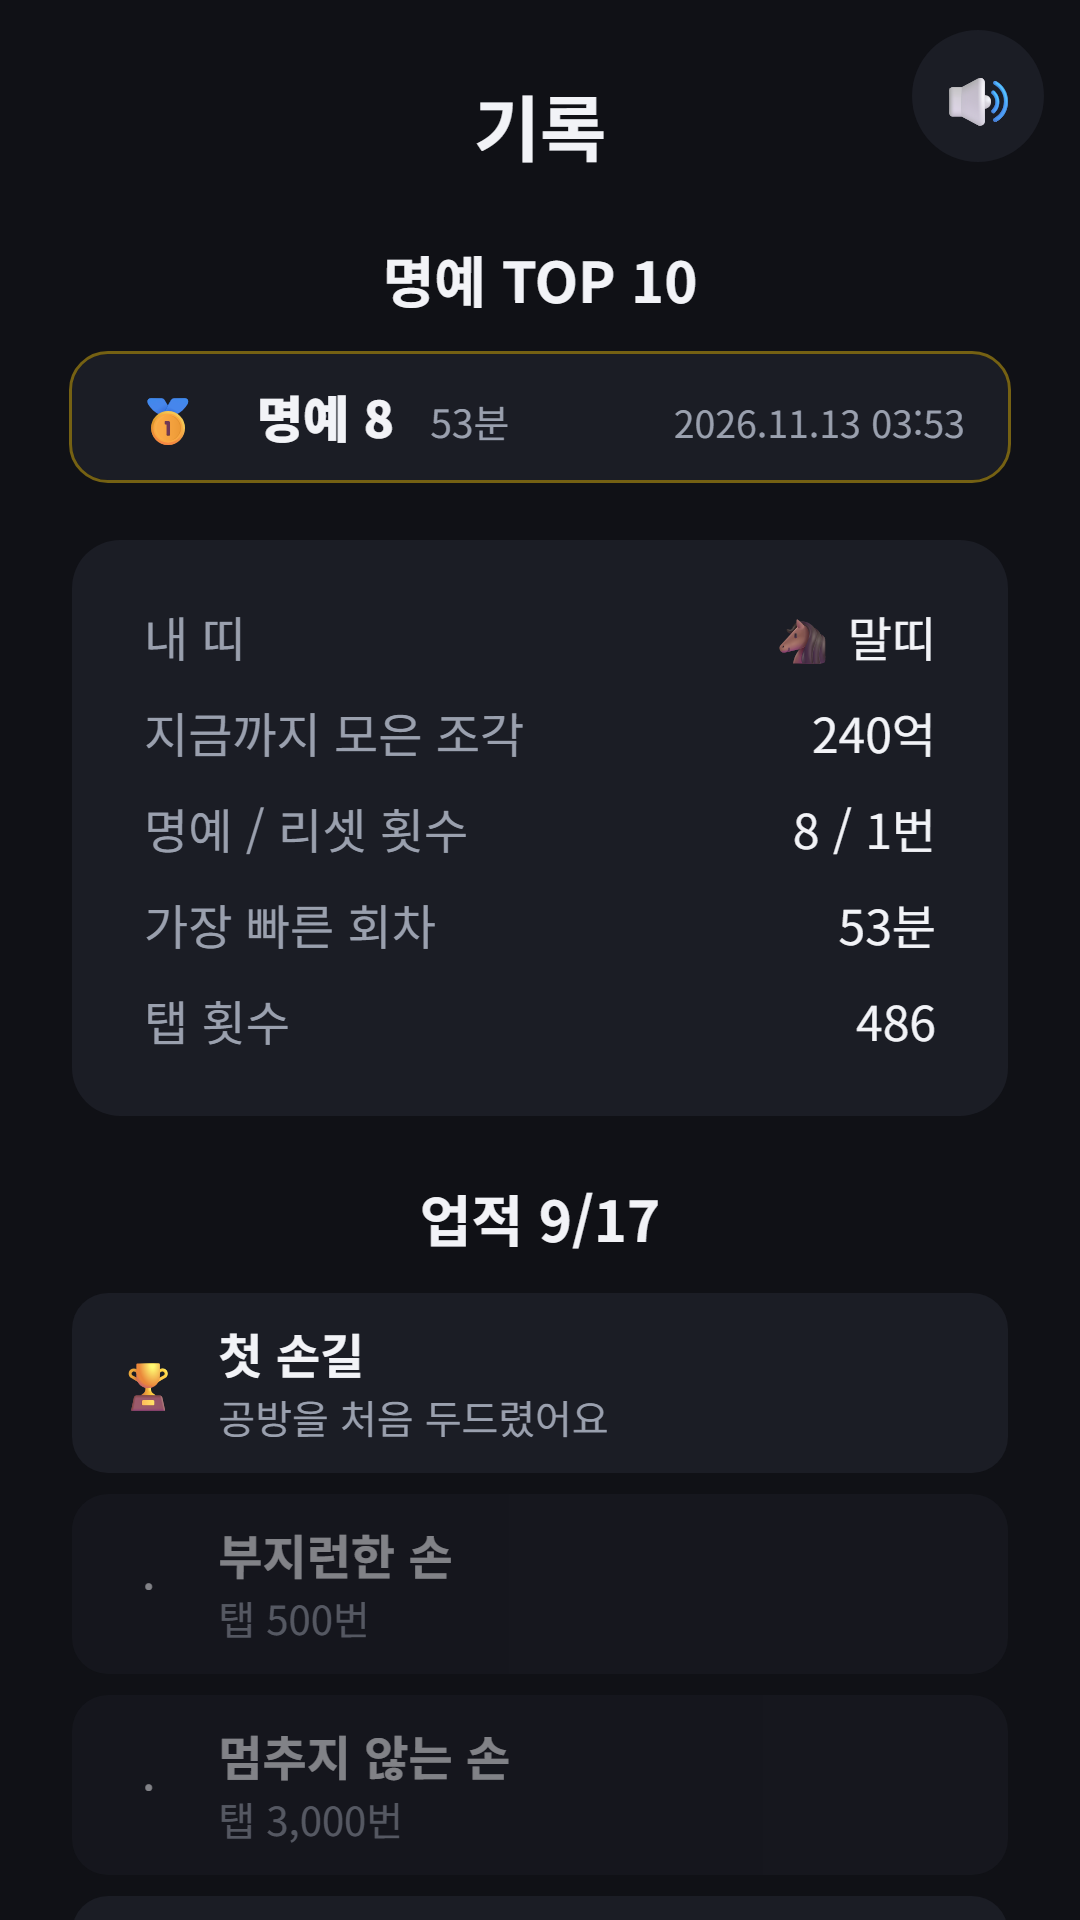 기록
명예 TOP 10
1 명예 8 53분 2026.11.13 03:53
내 띠 말띠
지금까지 모은 조각 240억
명예 / 리셋 횟수 8 / 1번
가장 빠른 회차 53분
탭 횟수 486
업적 9/17
첫 손길
공방을 처음 두드렸어요
부지런한 손
탭 500번
멈추지 않는 손
탭 3,000번